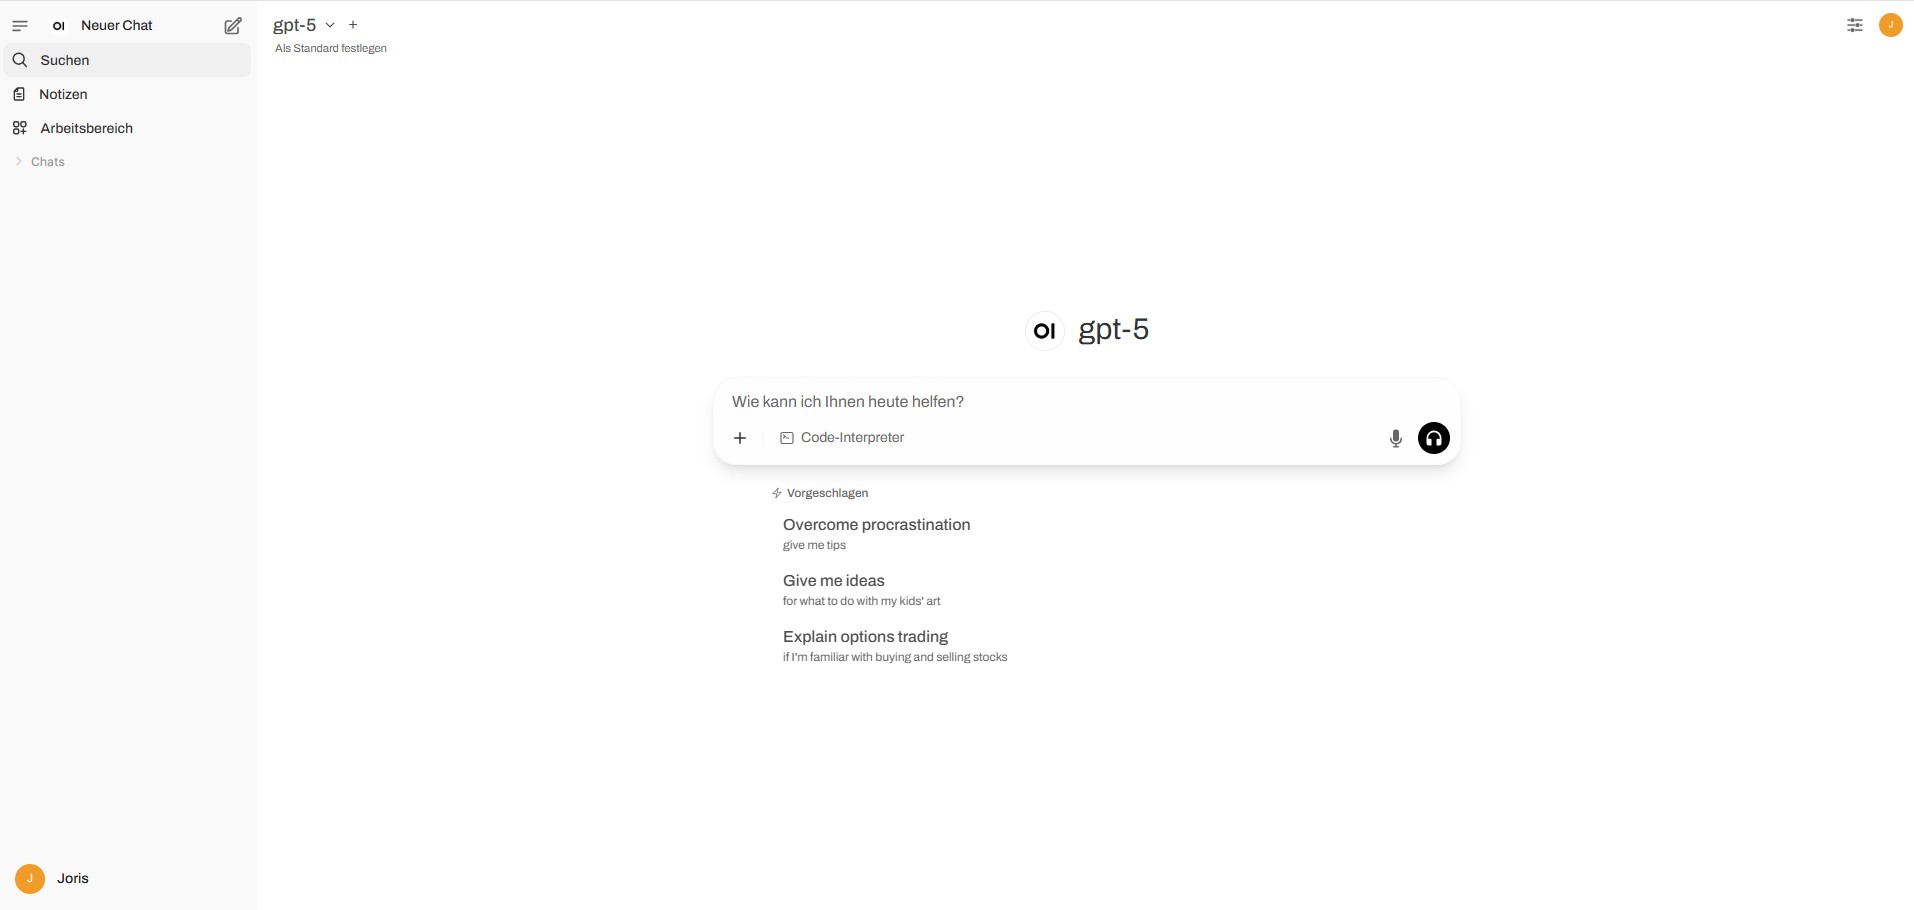 OI Neuer Chat
Suchen
Notizen
Arbeitsbereich
Chats
J Joris
gpt-5
Als Standard festlegen
J
OI gpt-5
Wie kann ich Ihnen heute helfen?
Code-Interpreter
Vorgeschlagen
Overcome procrastination
give me tips
Give me ideas
for what to do with my kids' art
Explain options trading
if I'm familiar with buying and selling stocks